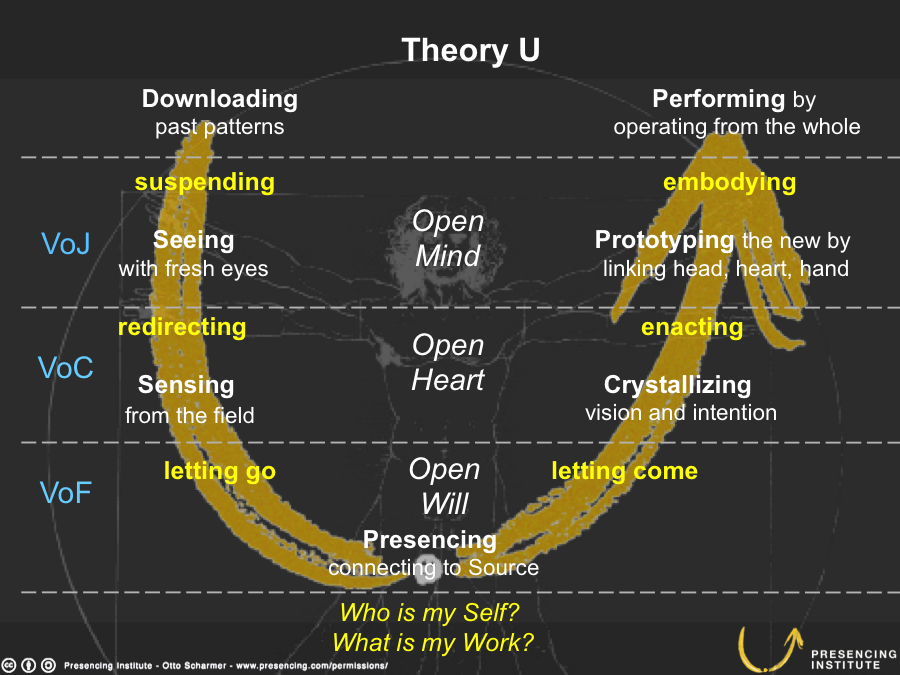 Theory U
Downloading
past patterns
Performing by
operating from the whole
suspending
embodying
VoJ
Seeing
with fresh eyes
Open
Mind
Prototyping the new by
linking head, heart, hand
redirecting
enacting
VoC
Sensing
from the field
Open
Heart
Crystallizing
vision and intention
letting go
letting come
VoF
Open
Will
Presencing
connecting to Source
Who is my Self?
What is my Work?
Presencing Institute - Otto Scharmer - www.presencing.com/permissions/
PRESENCING
INSTITUTE